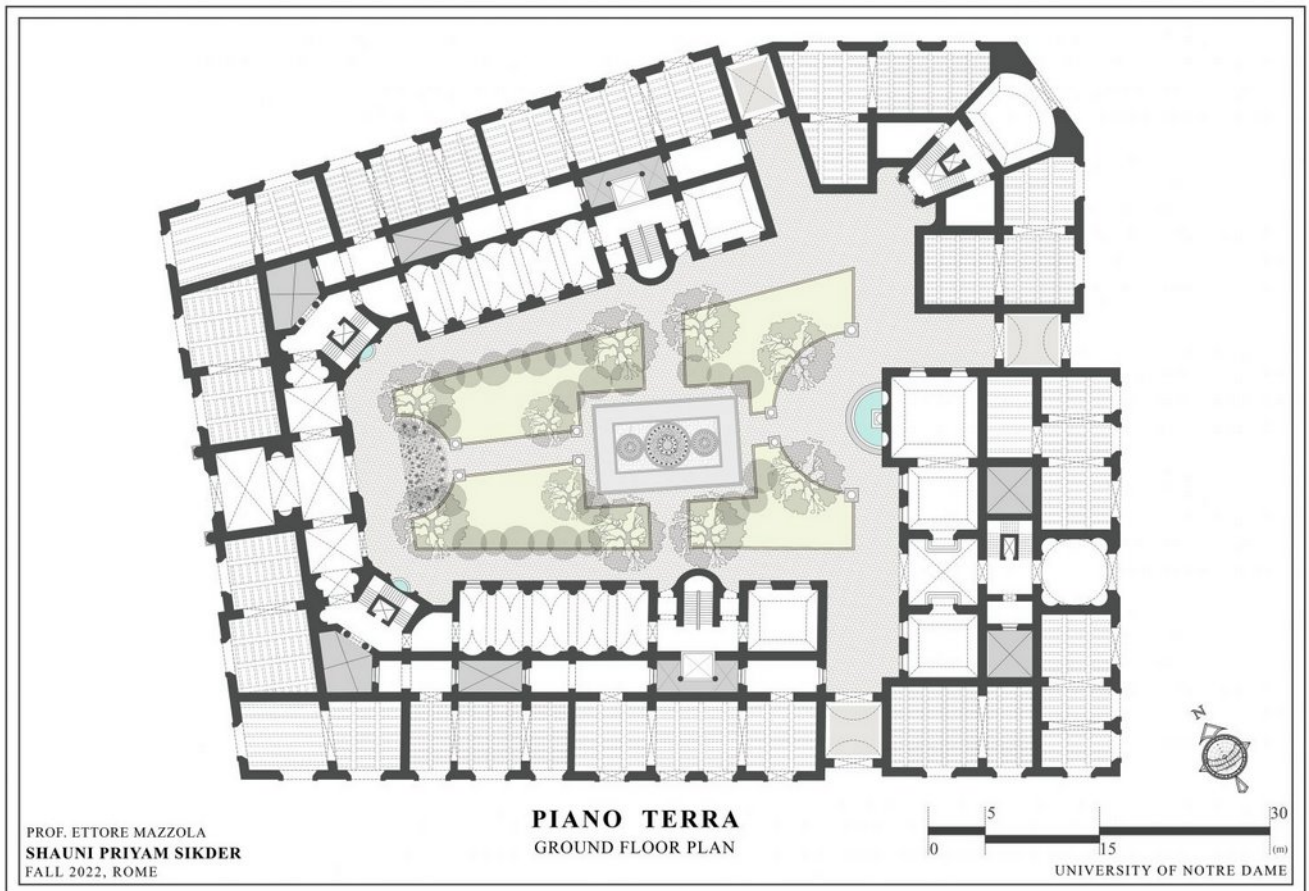 N
PIANO TERRA
GROUND FLOOR PLAN
PROF. ETTORE MAZZOLA
SHAUNI PRIYAM SIKDER
FALL 2022, ROME
5 30
0 15 (m)
UNIVERSITY OF NOTRE DAME